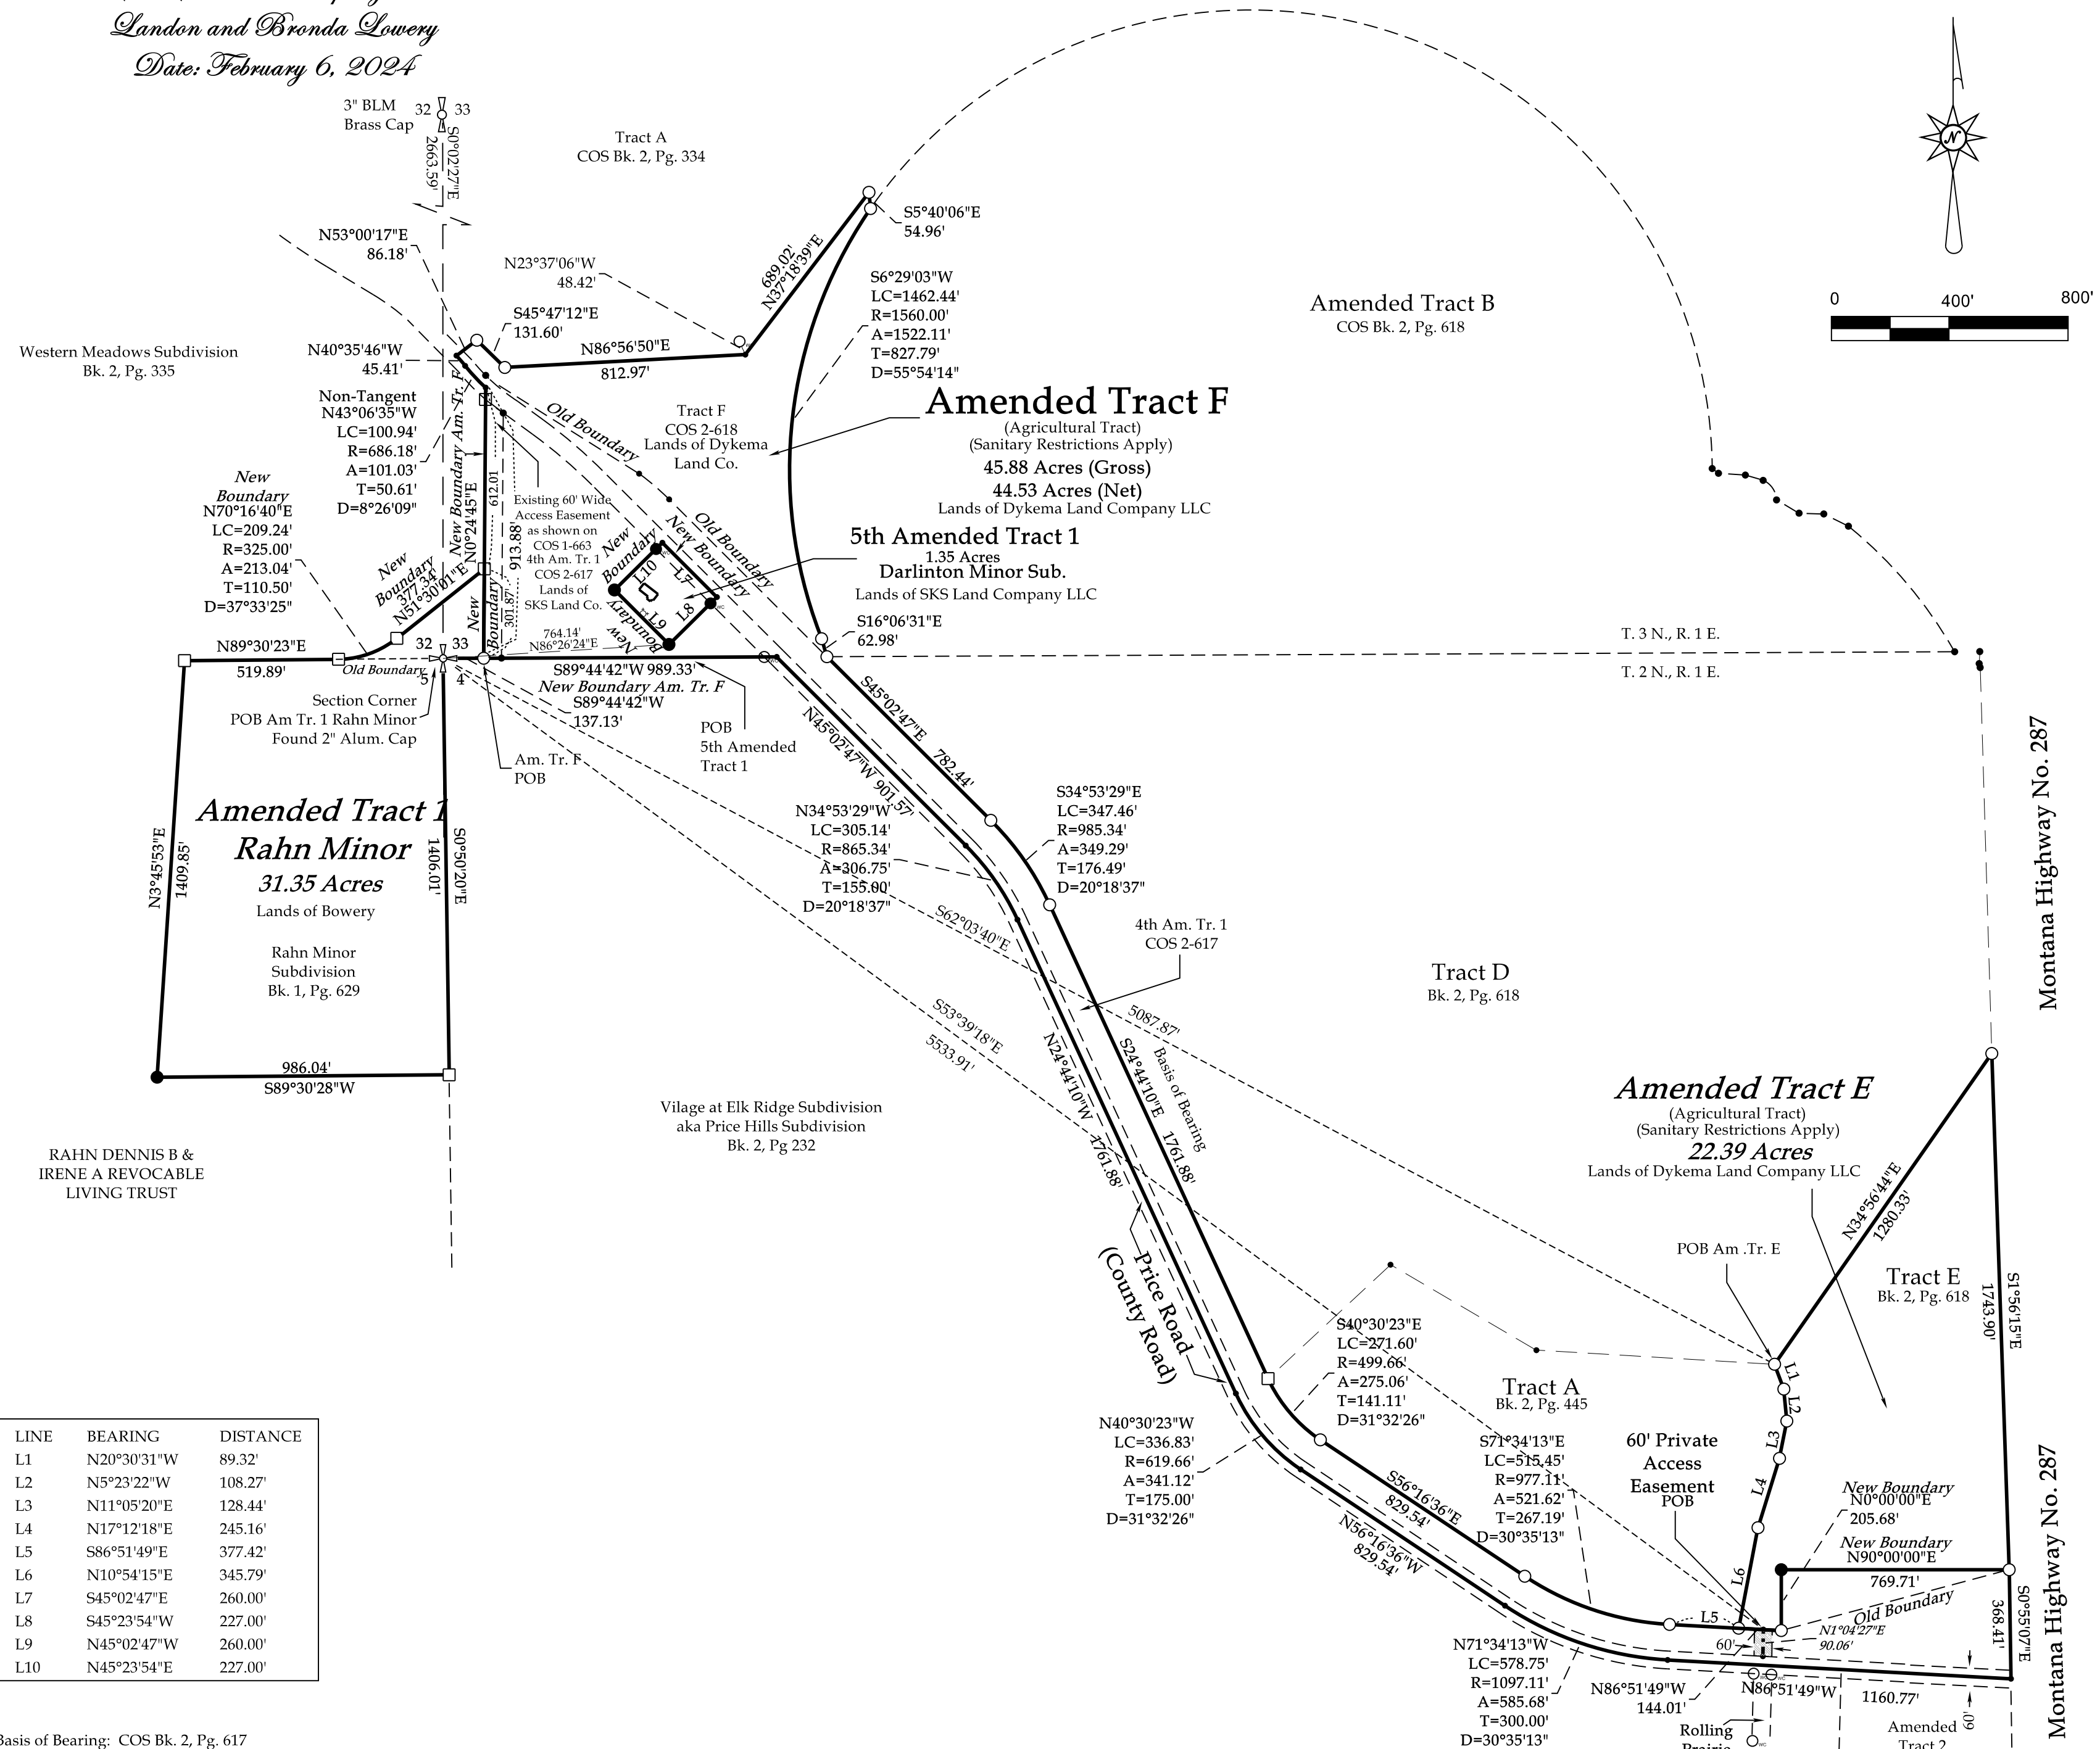 Landon and Bronda Lowery
Date: February 6, 2024
3" BLM
Brass Cap
32 33
S0°02'27"E
2663.59'
Tract A
COS Bk. 2, Pg. 334
N53°00'17"E
86.18'
N23°37'06"W
48.42'
S45°47'12"E
131.60'
N86°56'50"E
812.97'
689.02'
N37°18'39"E
S5°40'06"E
54.96'
S6°29'03"W
LC=1462.44'
R=1560.00'
A=1522.11'
T=827.79'
D=55°54'14"
Amended Tract B
COS Bk. 2, Pg. 618
N
0 400' 800'
Western Meadows Subdivision
Bk. 2, Pg. 335
N40°35'46"W
45.41'
Non-Tangent
N43°06'35"W
LC=100.94'
R=686.18'
A=101.03'
T=50.61'
D=8°26'09"
New Boundary Am. Tr. F
N0°24'45"E
612.01
913.88'
301.87'
Old Boundary
Tract F
COS 2-618
Lands of Dykema
Land Co.
Amended Tract F
(Agricultural Tract)
(Sanitary Restrictions Apply)
45.88 Acres (Gross)
44.53 Acres (Net)
Lands of Dykema Land Company LLC
5th Amended Tract 1
1.35 Acres
Darlinton Minor Sub.
Lands of SKS Land Company LLC
New
Boundary
N70°16'40"E
LC=209.24'
R=325.00'
A=213.04'
T=110.50'
D=37°33'25"
New
Boundary
377.34'
N51°30'01"E
Existing 60' Wide
Access Easement
as shown on
COS 1-663
4th Am. Tr. 1
COS 2-617
Lands of
SKS Land Co.
New
Boundary
L10
L7
L8
L9
New
Boundary
New Boundary
Old Boundary
New
Boundary
764.14'
N86°26'24"E
N89°30'23"E
519.89'
Old Boundary
32 33
5 4
S89°44'42"W 989.33'
New Boundary Am. Tr. F
S89°44'42"W
137.13'
Section Corner
POB Am Tr. 1 Rahn Minor
Found 2" Alum. Cap
Am. Tr. F
POB
POB
5th Amended
Tract 1
S16°06'31"E
62.98'
T. 3 N., R. 1 E.
T. 2 N., R. 1 E.
S45°02'47"E 782.44'
N45°02'47"W 901.57'
Montana Highway No. 287
N34°53'29"W
LC=305.14'
R=865.34'
A=306.75'
T=155.00'
D=20°18'37"
S34°53'29"E
LC=347.46'
R=985.34'
A=349.29'
T=176.49'
D=20°18'37"
Amended Tract 1
Rahn Minor
31.35 Acres
Lands of Bowery
Rahn Minor
Subdivision
Bk. 1, Pg. 629
N3°45'53"E
1409.85'
S0°50'20"E
1406.01'
986.04'
S89°30'28"W
S62°03'40"E
5087.87'
S53°39'18"E
5533.91'
4th Am. Tr. 1
COS 2-617
Tract D
Bk. 2, Pg. 618
Basis of Bearing
S24°44'10"E 1761.88'
N24°44'10"W 1761.88'
Vilage at Elk Ridge Subdivision
aka Price Hills Subdivision
Bk. 2, Pg 232
RAHN DENNIS B &
IRENE A REVOCABLE
LIVING TRUST
Price Road
(County Road)
Amended Tract E
(Agricultural Tract)
(Sanitary Restrictions Apply)
22.39 Acres
Lands of Dykema Land Company LLC
N34°56'44"E
1280.33'
POB Am .Tr. E
Tract E
Bk. 2, Pg. 618
S1°56'15"E
1743.90'
S40°30'23"E
LC=271.60'
R=499.66'
A=275.06'
T=141.11'
D=31°32'26"
Tract A
Bk. 2, Pg. 445
L1
L2
L3
L4
L6
N40°30'23"W
LC=336.83'
R=619.66'
A=341.12'
T=175.00'
D=31°32'26"
S71°34'13"E
LC=515.45'
R=977.11'
A=521.62'
T=267.19'
D=30°35'13"
60' Private
Access
Easement
POB
S56°16'36"E
829.54'
N56°16'36"W
829.54'
New Boundary
N0°00'00"E
205.68'
New Boundary
N90°00'00"E
769.71'
Old Boundary
L5
60'
N1°04'27"E
90.06'
S0°55'07"E
368.41'
Montana Highway No. 287
N71°34'13"W
LC=578.75'
R=1097.11'
A=585.68'
T=300.00'
D=30°35'13"
N86°51'49"W
144.01'
N86°51'49"W
1160.77'
60'
Rolling
Prairie
Amended
Tract 2
LINE BEARING DISTANCE
L1 N20°30'31"W 89.32'
L2 N5°23'22"W 108.27'
L3 N11°05'20"E 128.44'
L4 N17°12'18"E 245.16'
L5 S86°51'49"E 377.42'
L6 N10°54'15"E 345.79'
L7 S45°02'47"E 260.00'
L8 S45°23'54"W 227.00'
L9 N45°02'47"W 260.00'
L10 N45°23'54"E 227.00'
Basis of Bearing: COS Bk. 2, Pg. 617